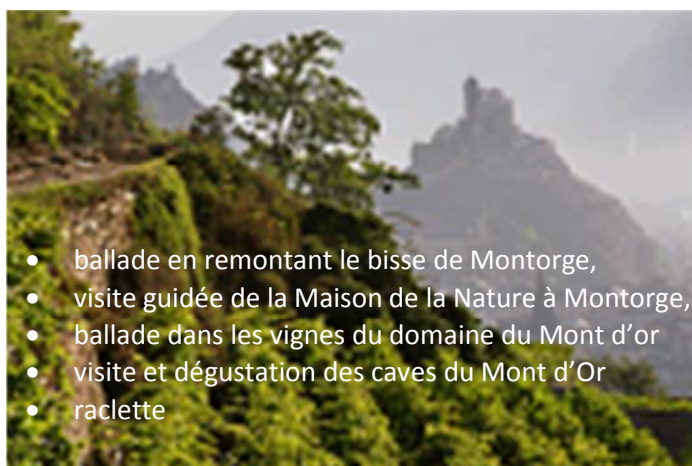 • ballade en remontant le bisse de Montorge,
• visite guidée de la Maison de la Nature à Montorge,
• ballade dans les vignes du domaine du Mont d'or
• visite et dégustation des caves du Mont d'Or
• raclette